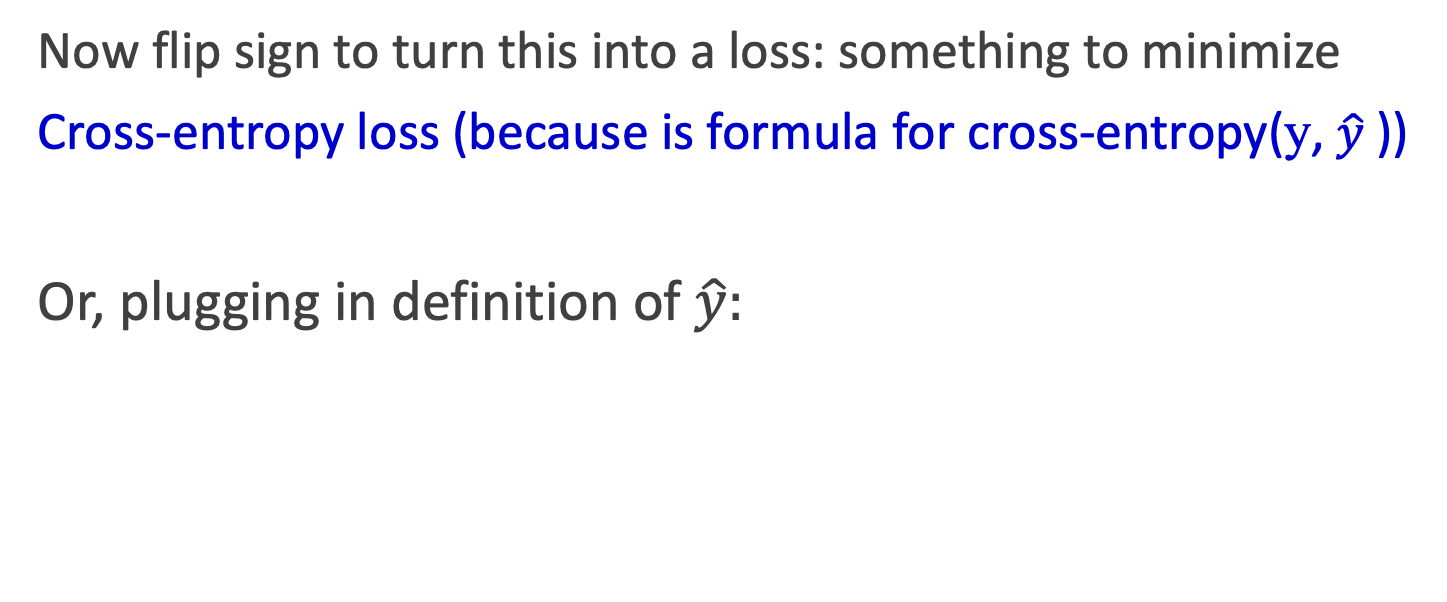 Now flip sign to turn this into a loss: something to minimize
Cross-entropy loss (because is formula for cross-entropy(y, ŷ ))
Or, plugging in definition of ŷ: